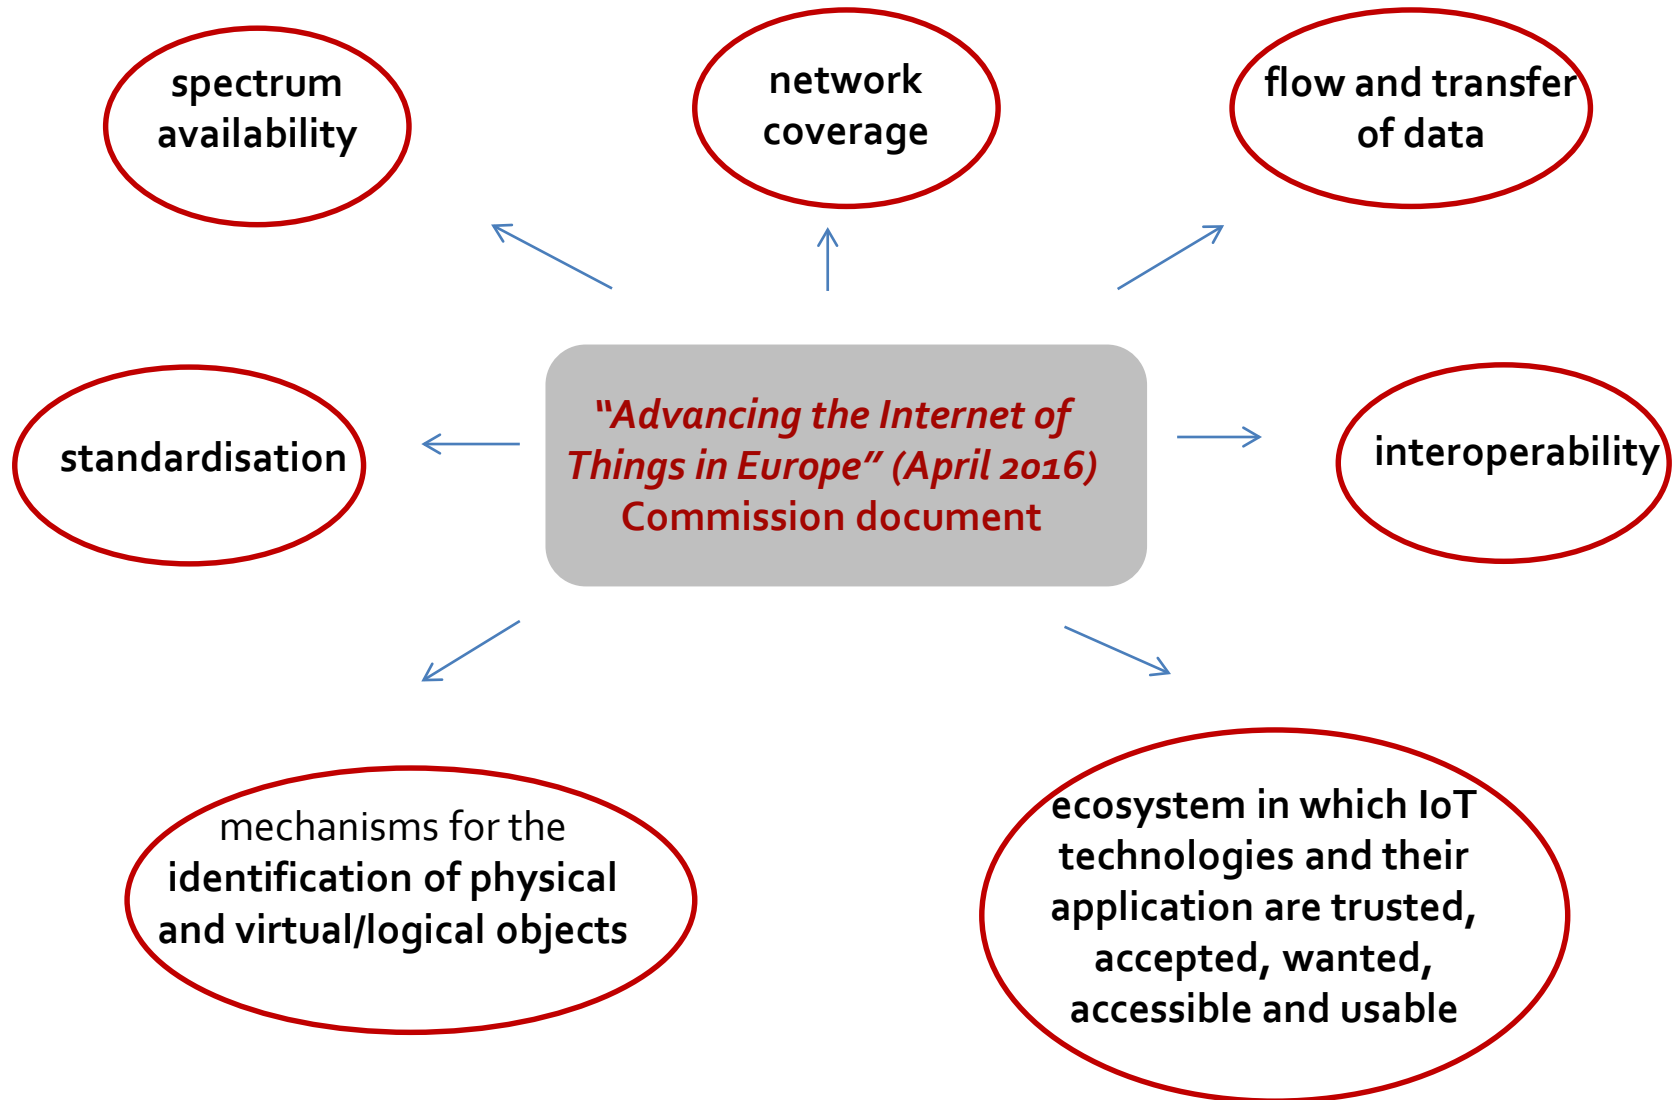 spectrum
availability
network
coverage
flow and transfer
of data
standardisation
“Advancing the Internet of
Things in Europe” (April 2016)
Commission document
interoperability
mechanisms for the
identification of physical
and virtual/logical objects
ecosystem in which IoT
technologies and their
application are trusted,
accepted, wanted,
accessible and usable